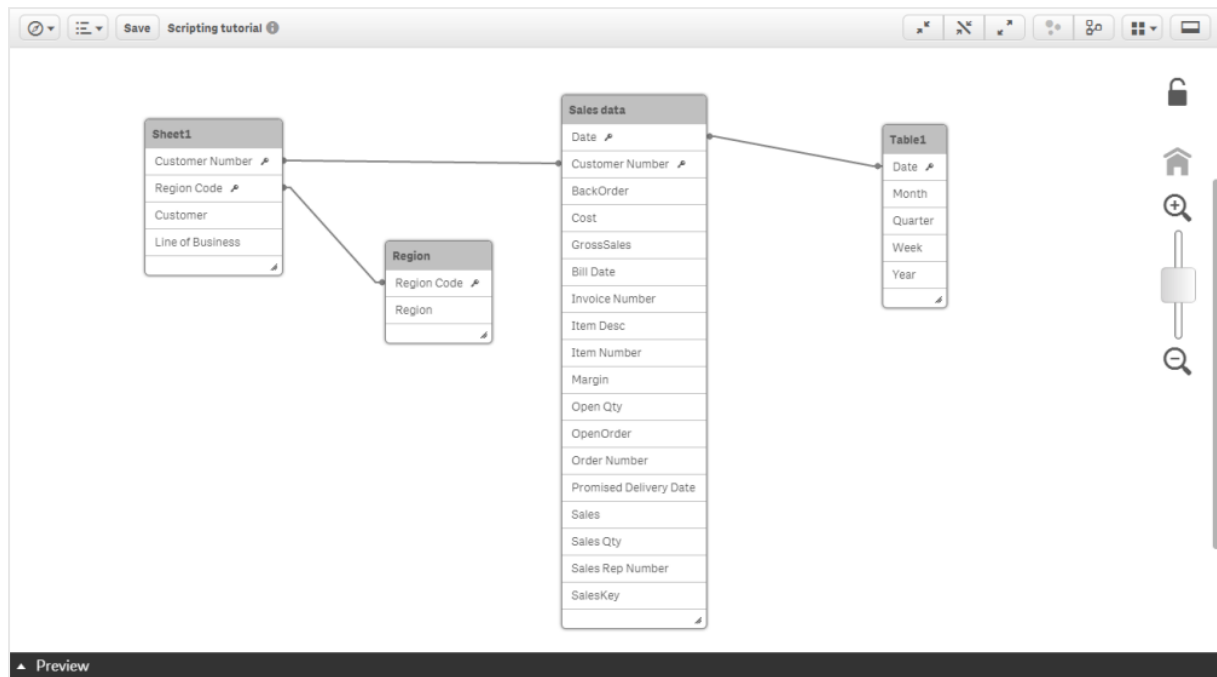 Save
Scripting tutorial
Sheet1
Customer Number
Region Code
Customer
Line of Business
Region
Region Code
Region
Sales data
Date
Customer Number
BackOrder
Cost
GrossSales
Bill Date
Invoice Number
Item Desc
Item Number
Margin
Open Qty
OpenOrder
Order Number
Promised Delivery Date
Sales
Sales Qty
Sales Rep Number
SalesKey
Table1
Date
Month
Quarter
Week
Year
Preview